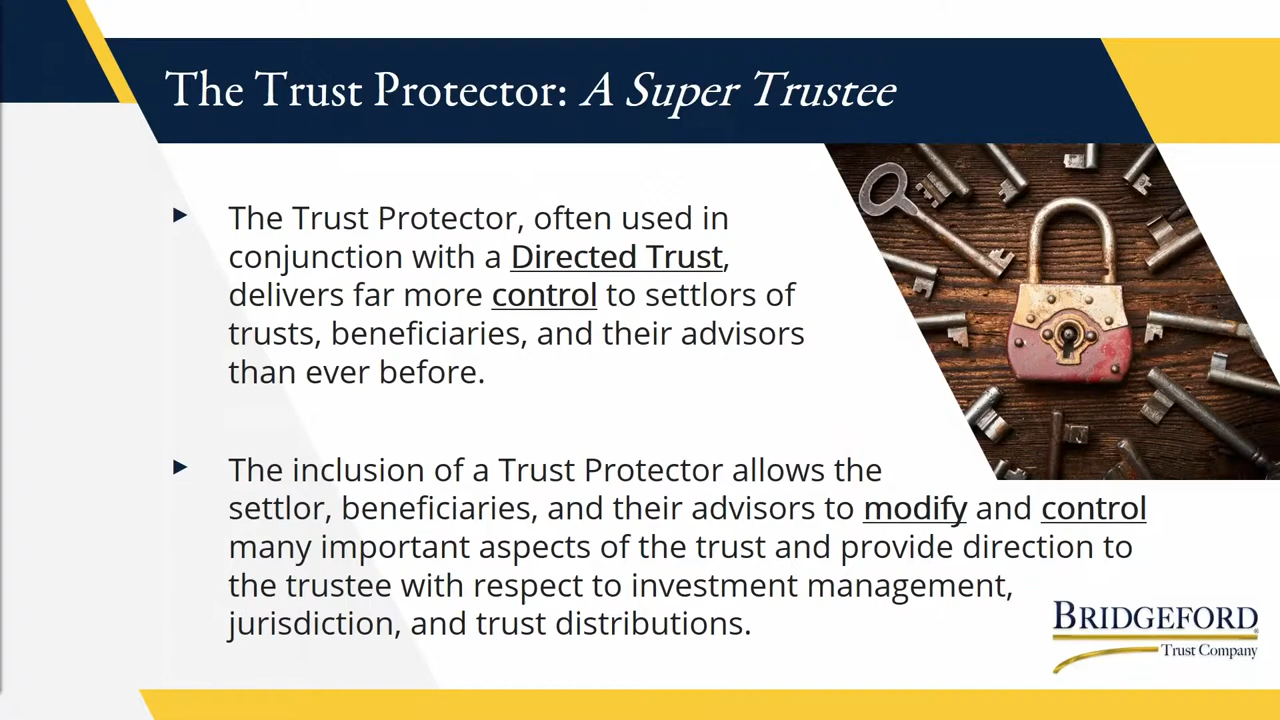 The Trust Protector: A Super Trustee
The Trust Protector, often used in
conjunction with a Directed Trust,
delivers far more control to settlors of
trusts, beneficiaries, and their advisors
than ever before.
The inclusion of a Trust Protector allows the
settlor, beneficiaries, and their advisors to modify and control
many important aspects of the trust and provide direction to
the trustee with respect to investment management,
jurisdiction, and trust distributions.
BRIDGEFORD®
Trust Company